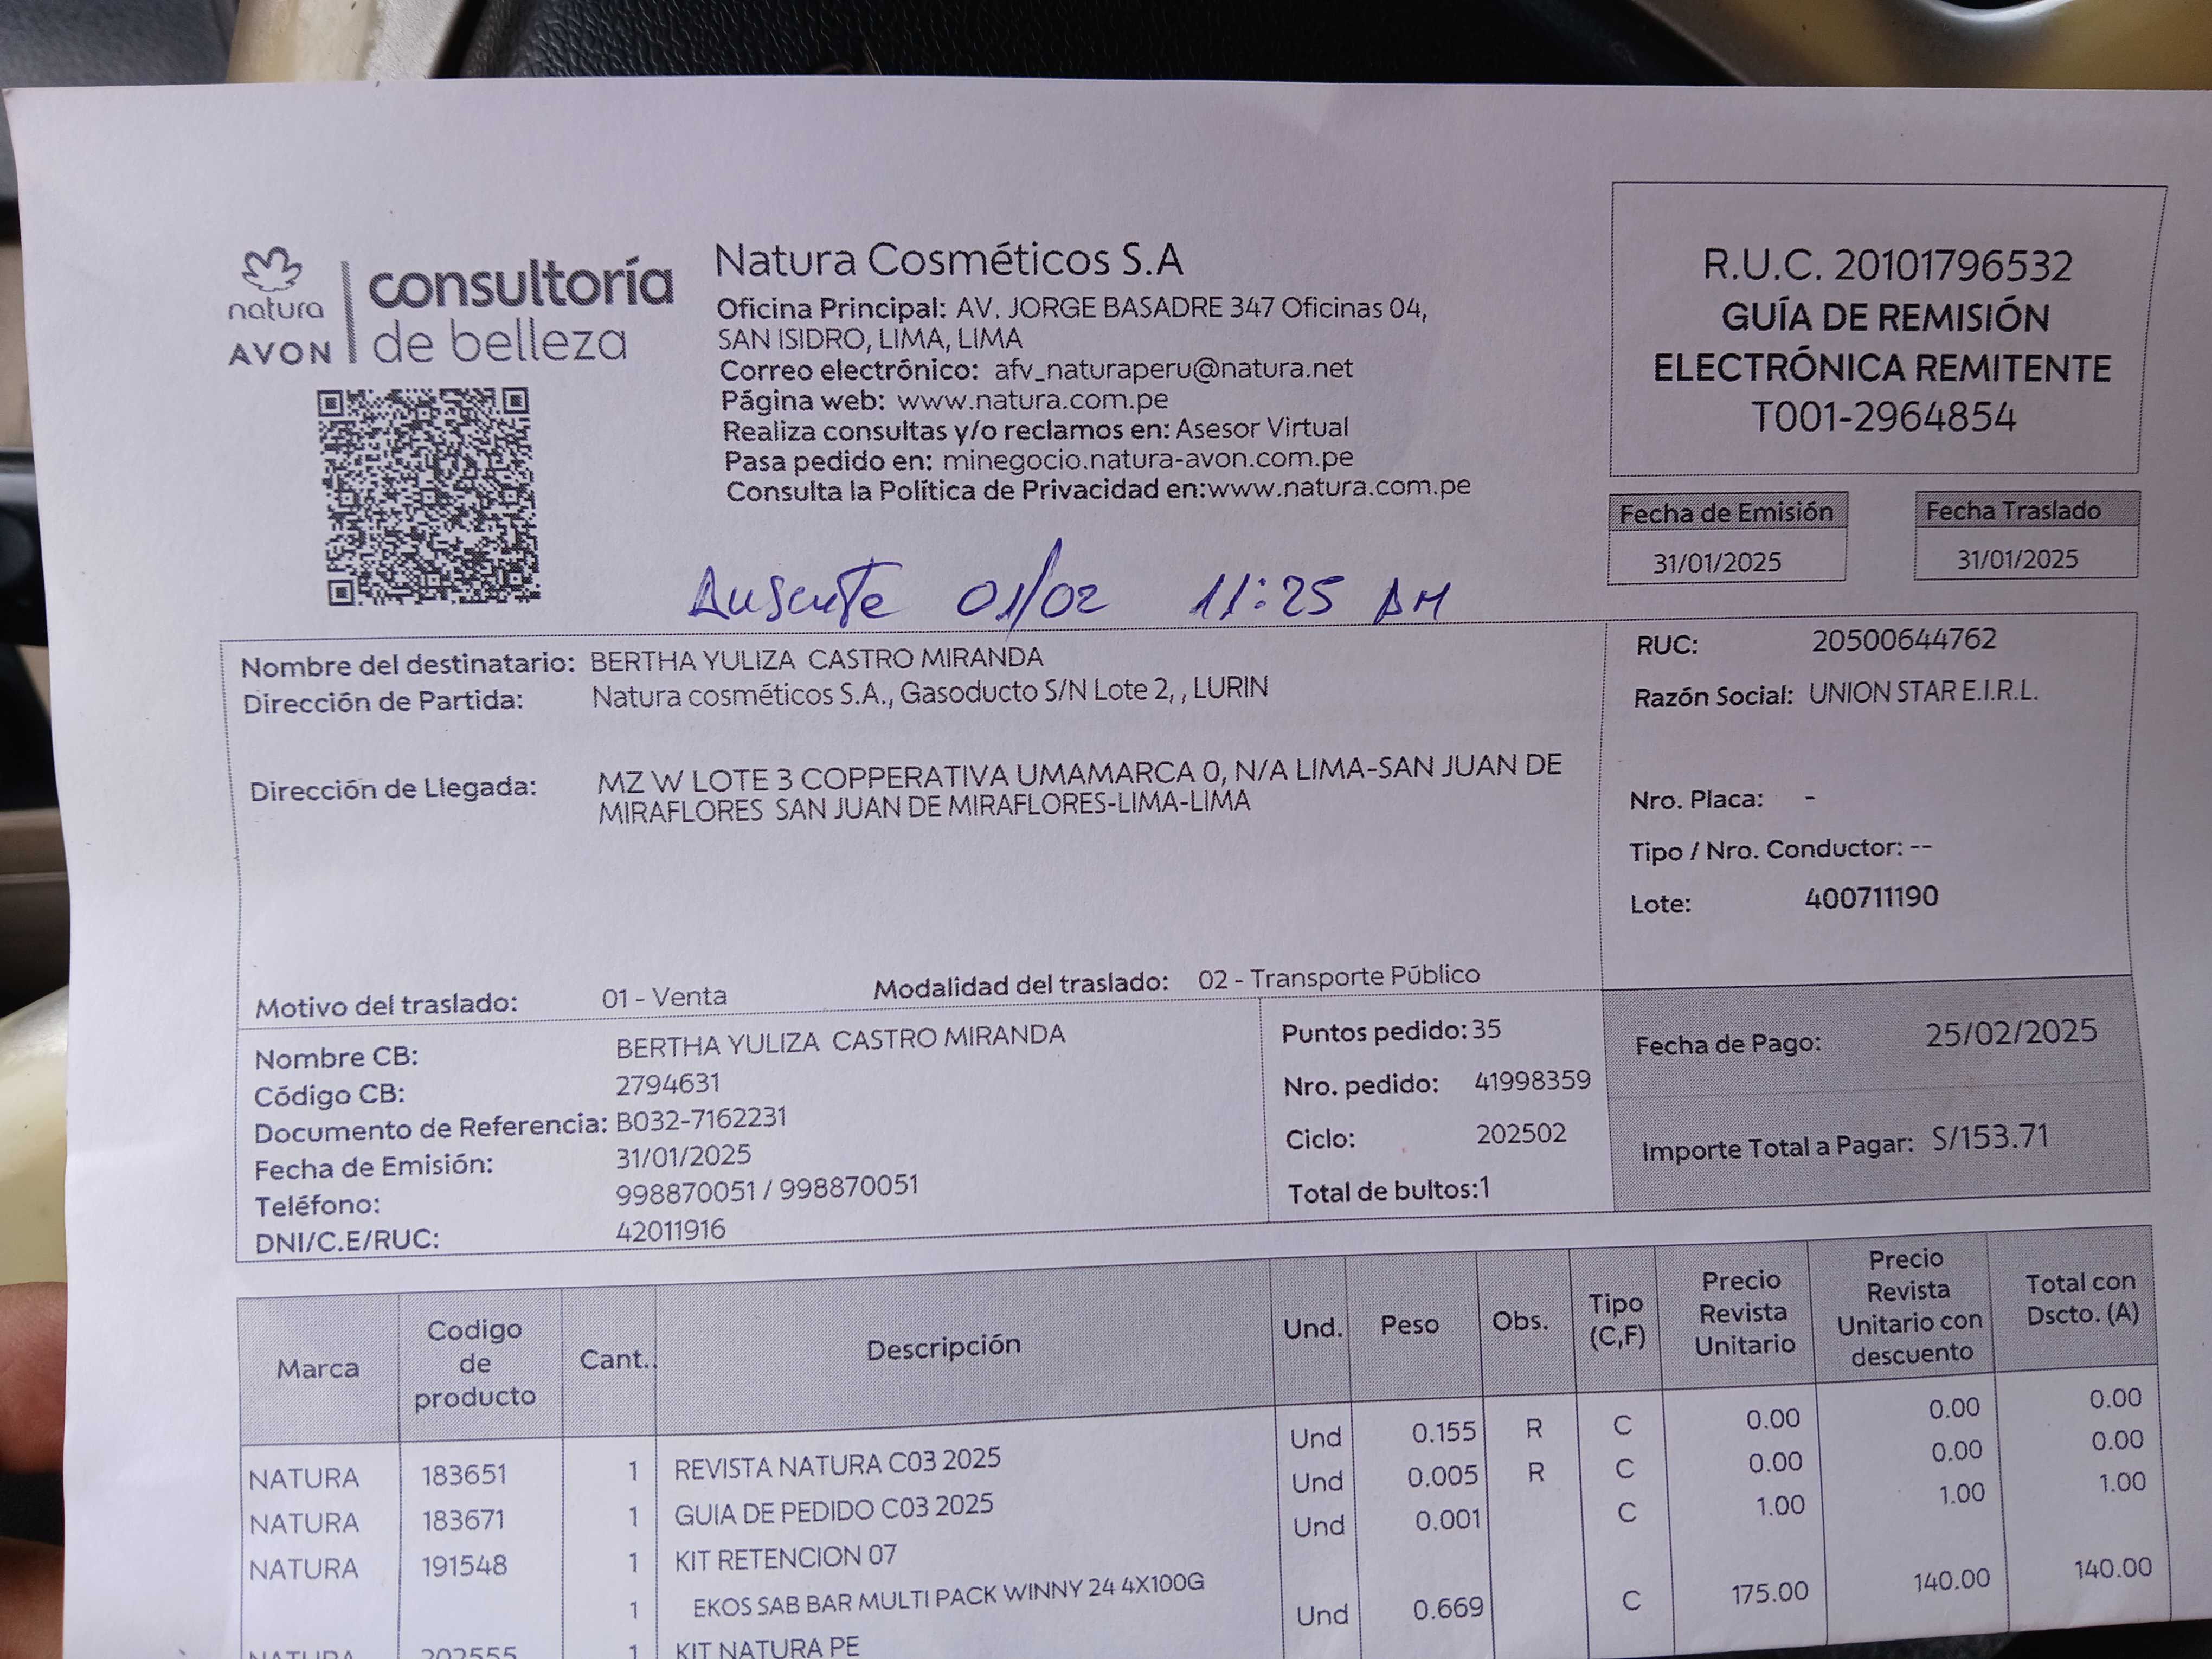 natura
AVON
consultoría
de belleza
Natura Cosméticos S.A
Oficina Principal: AV. JORGE BASADRE 347 Oficinas 04,
SAN ISIDRO, LIMA, LIMA
Correo electrónico: afv_naturaperu@natura.net
Página web: www.natura.com.pe
Realiza consultas y/o reclamos en: Asesor Virtual
Pasa pedido en: minegocio.natura-avon.com.pe
Consulta la Política de Privacidad en:www.natura.com.pe
R.U.C. 20101796532
GUÍA DE REMISIÓN
ELECTRÓNICA REMITENTE
T001-2964854
Fecha de Emisión
31/01/2025
Fecha Traslado
31/01/2025
Ausente 01/02 11:25 AM
Nombre del destinatario: BERTHA YULIZA CASTRO MIRANDA
Dirección de Partida: Natura cosméticos S.A., Gasoducto S/N Lote 2, , LURIN
Dirección de Llegada: MZ W LOTE 3 COPPERATIVA UMAMARCA 0, N/A LIMA-SAN JUAN DE
MIRAFLORES SAN JUAN DE MIRAFLORES-LIMA-LIMA
Motivo del traslado: 01 - Venta Modalidad del traslado: 02 - Transporte Público
RUC: 20500644762
Razón Social: UNION STAR E.I.R.L.
Nro. Placa: -
Tipo / Nro. Conductor: --
Lote: 400711190
Nombre CB: BERTHA YULIZA CASTRO MIRANDA
Código CB: 2794631
Documento de Referencia: B032-7162231
Fecha de Emisión: 31/01/2025
Teléfono: 998870051 / 998870051
DNI/C.E/RUC: 42011916
Puntos pedido: 35
Nro. pedido: 41998359
Ciclo: 202502
Total de bultos:1
Fecha de Pago: 25/02/2025
Importe Total a Pagar: S/153.71
Marca
Codigo
de
producto
Cant.
Descripción
Und.
Peso
Obs.
Tipo
(C,F)
Precio
Revista
Unitario
Precio
Revista
Unitario con
descuento
Total con
Dscto. (A)
NATURA 183651 1 REVISTA NATURA C03 2025 Und 0.155 R C 0.00 0.00 0.00
NATURA 183671 1 GUIA DE PEDIDO C03 2025 Und 0.005 R C 0.00 0.00 0.00
NATURA 191548 1 KIT RETENCION 07 Und 0.001 C 1.00 1.00 1.00
1 EKOS SAB BAR MULTI PACK WINNY 24 4X100G Und 0.669 C 175.00 140.00 140.00
NATURA 202555 1 KIT NATURA PE